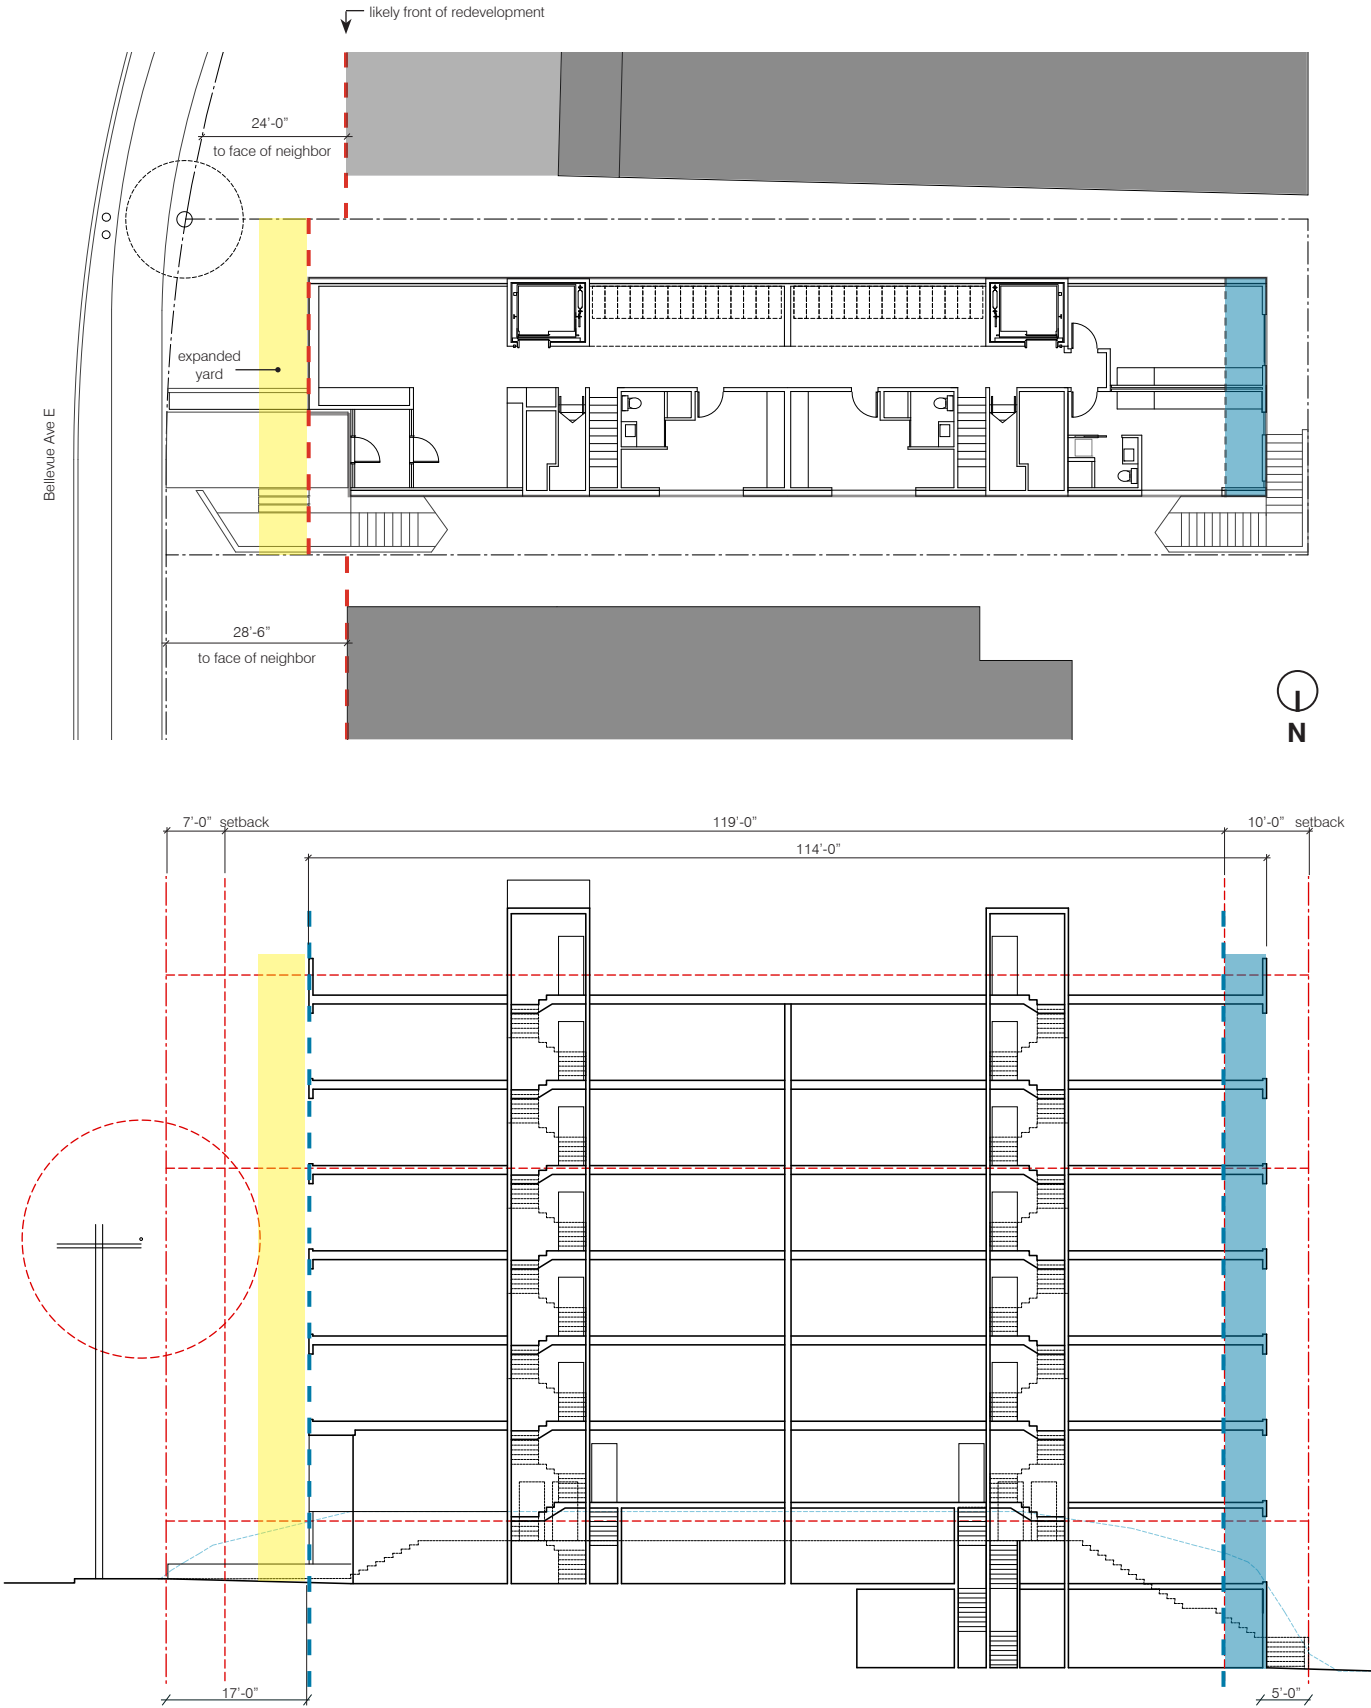 likely front of redevelopment
24'-0"
to face of neighbor
expanded
yard
Bellevue Ave E
28'-6"
to face of neighbor
N
7'-0" setback
119'-0"
10'-0" setback
114'-0"
17'-0"
5'-0"